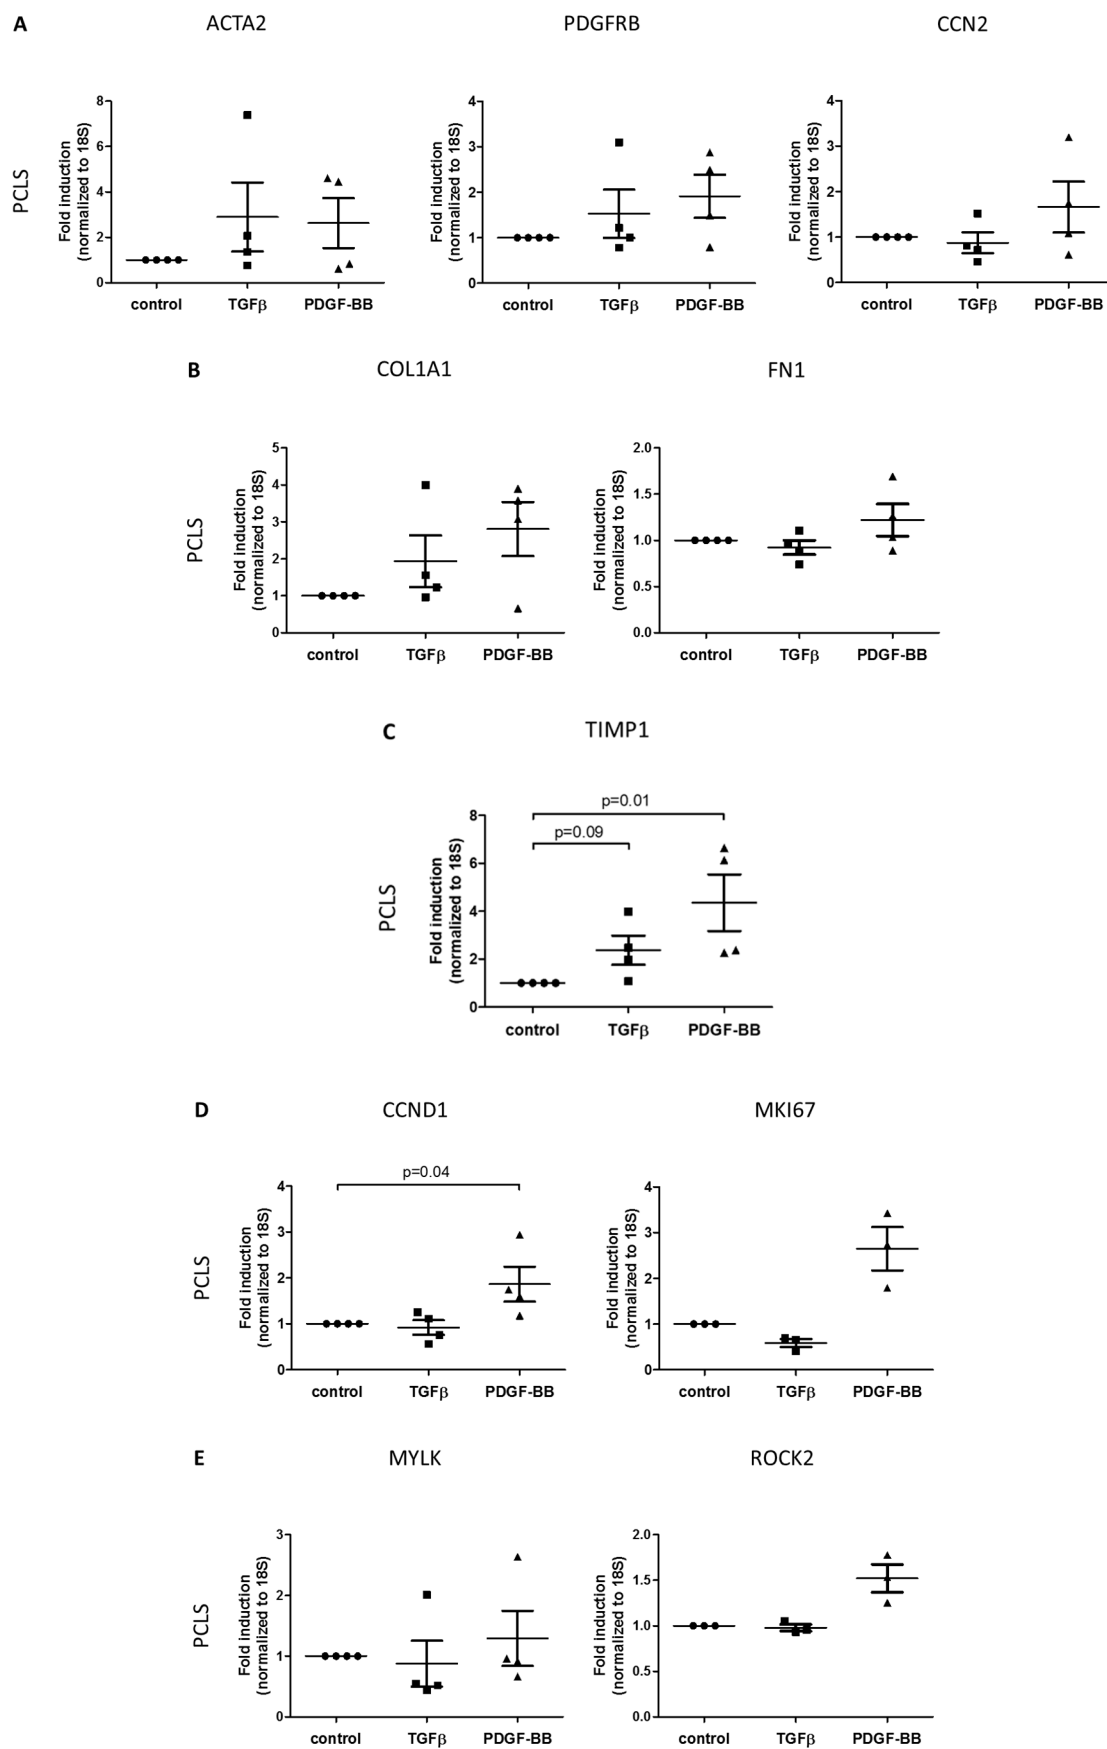 A
ACTA2
PDGFRB
CCN2
PCLS
Fold induction
(normalized to 18S)
8
6
4
2
0
control
TGFβ
PDGF-BB
Fold induction
(normalized to 18S)
4
3
2
1
0
control
TGFβ
PDGF-BB
Fold induction
(normalized to 18S)
4
3
2
1
0
control
TGFβ
PDGF-BB
B
COL1A1
FN1
PCLS
Fold induction
(normalized to 18S)
5
4
3
2
1
0
control
TGFβ
PDGF-BB
Fold induction
(normalized to 18S)
2.0
1.5
1.0
0.5
0.0
control
TGFβ
PDGF-BB
C
TIMP1
PCLS
Fold induction
(normalized to 18S)
8
6
4
2
0
p=0.01
p=0.09
control
TGFβ
PDGF-BB
D
CCND1
MKI67
PCLS
Fold induction
(normalized to 18S)
4
3
2
1
0
p=0.04
control
TGFβ
PDGF-BB
Fold induction
(normalized to 18S)
4
3
2
1
0
control
TGFβ
PDGF-BB
E
MYLK
ROCK2
PCLS
Fold induction
(normalized to 18S)
3
2
1
0
control
TGFβ
PDGF-BB
Fold induction
(normalized to 18S)
2.0
1.5
1.0
0.5
0.0
control
TGFβ
PDGF-BB